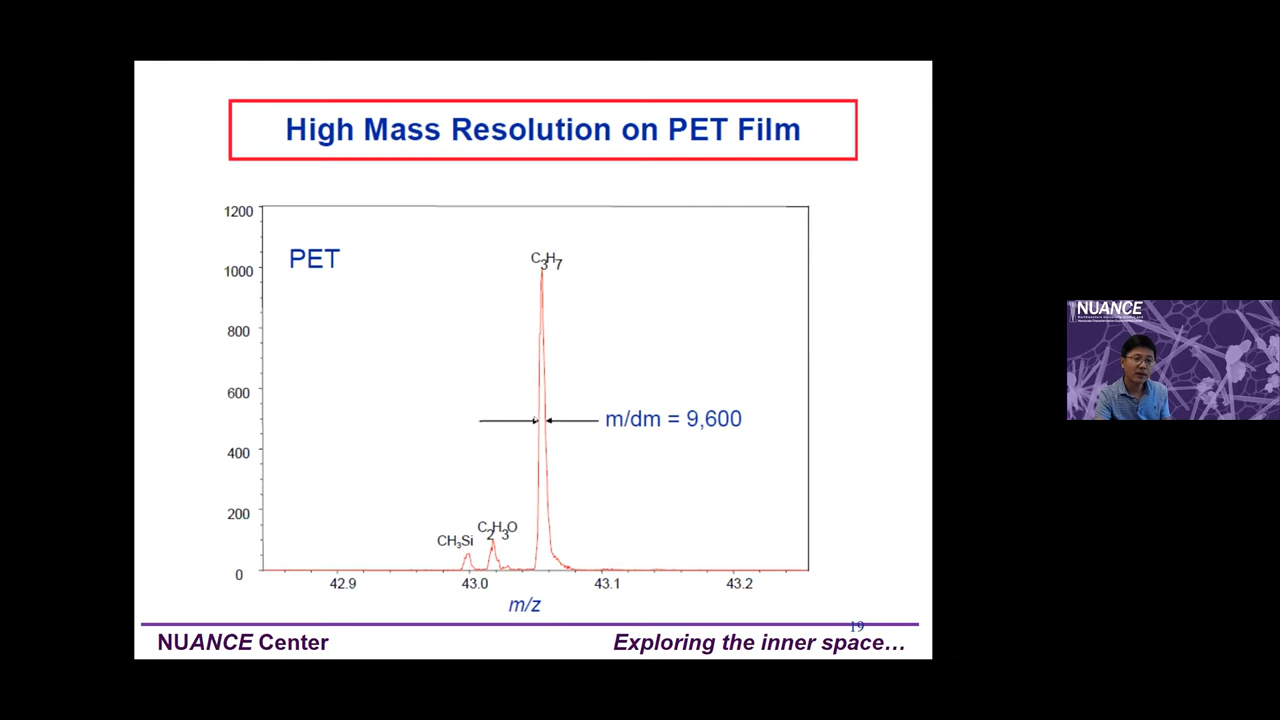 High Mass Resolution on PET Film
1200
PET
C3H7
1000
800
600
m/dm = 9,600
400
200
C2H3O
CH3Si
0
42.9
43.0
43.1
43.2
m/z
19
NUANCE Center
Exploring the inner space…
NUANCE